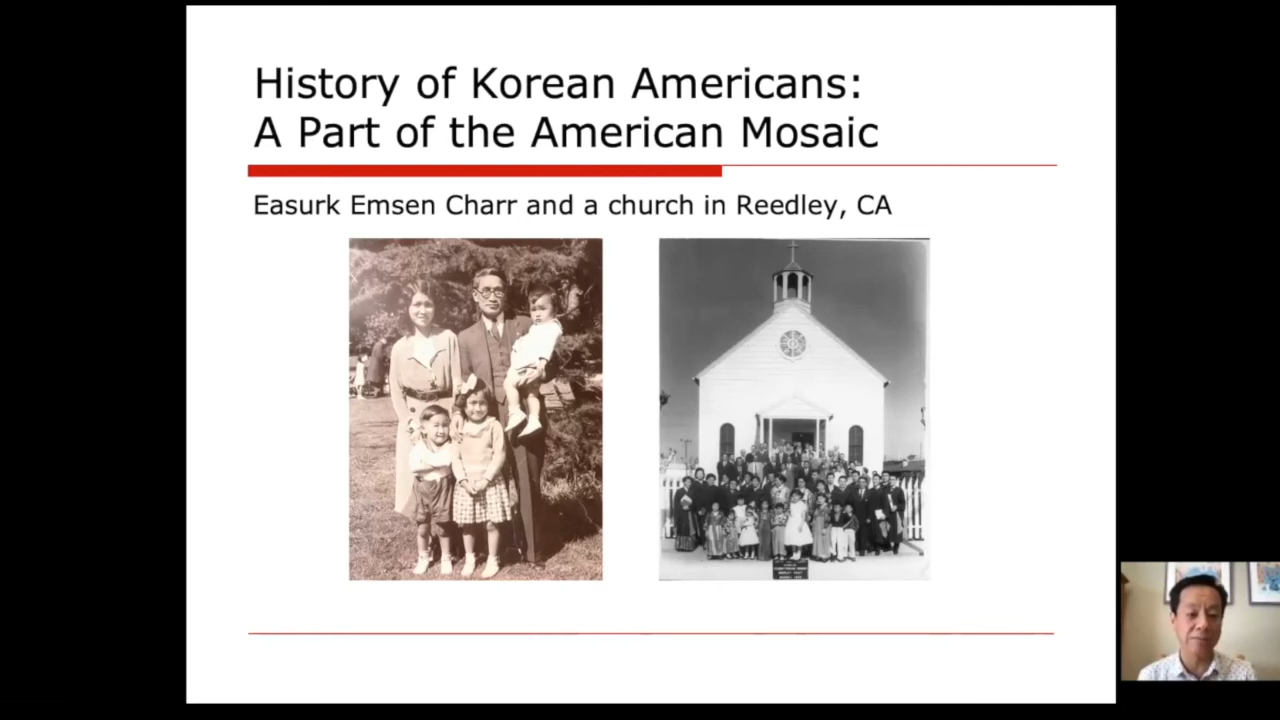 History of Korean Americans:
A Part of the American Mosaic
Easurk Emsen Charr and a church in Reedley, CA